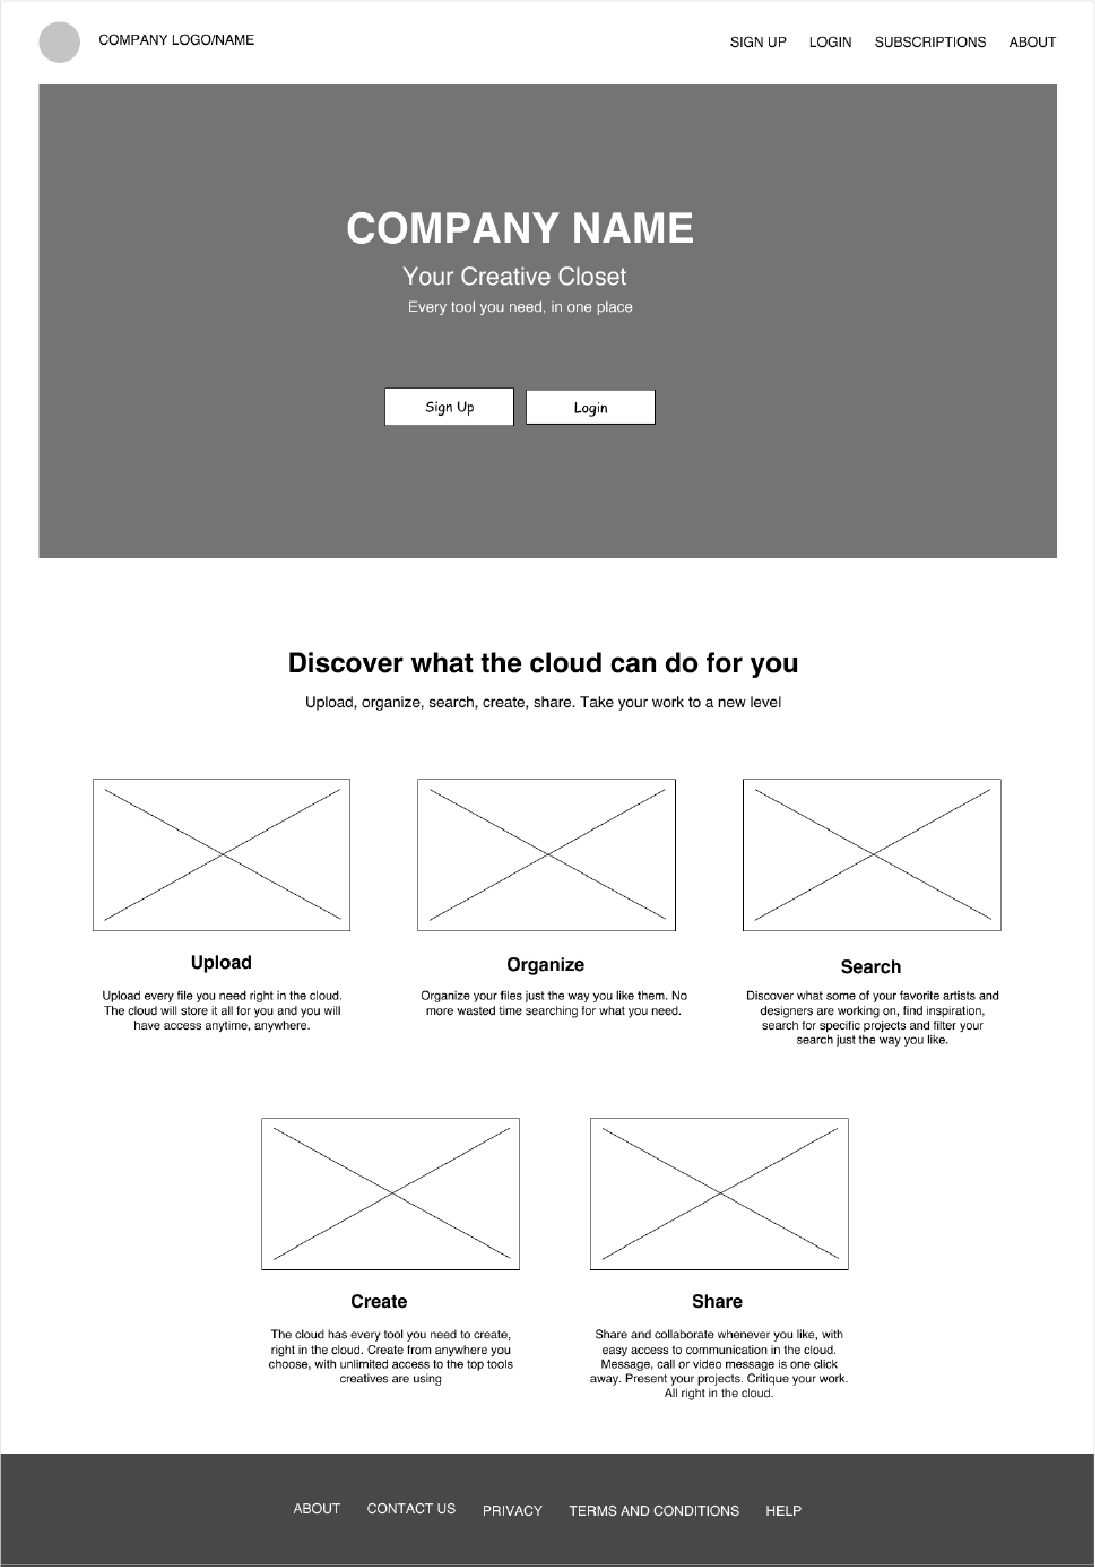 COMPANY LOGO/NAME
SIGN UP LOGIN SUBSCRIPTIONS ABOUT
COMPANY NAME
Your Creative Closet
Every tool you need, in one place
Sign Up Login
Discover what the cloud can do for you
Upload, organize, search, create, share. Take your work to a new level
Upload
Upload every file you need right in the cloud.
The cloud will store it all for you and you will
have access anytime, anywhere.
Organize
Organize your files just the way you like them. No
more wasted time searching for what you need.
Search
Discover what some of your favorite artists and
designers are working on, find inspiration,
search for specific projects and filter your
search just the way you like.
Create
The cloud has every tool you need to create,
right in the cloud. Create from anywhere you
choose, with unlimited access to the top tools
creatives are using
Share
Share and collaborate whenever you like, with
easy access to communication in the cloud.
Message, call or video message is one click
away. Present your projects. Critique your work.
All right in the cloud.
ABOUT CONTACT US PRIVACY TERMS AND CONDITIONS HELP